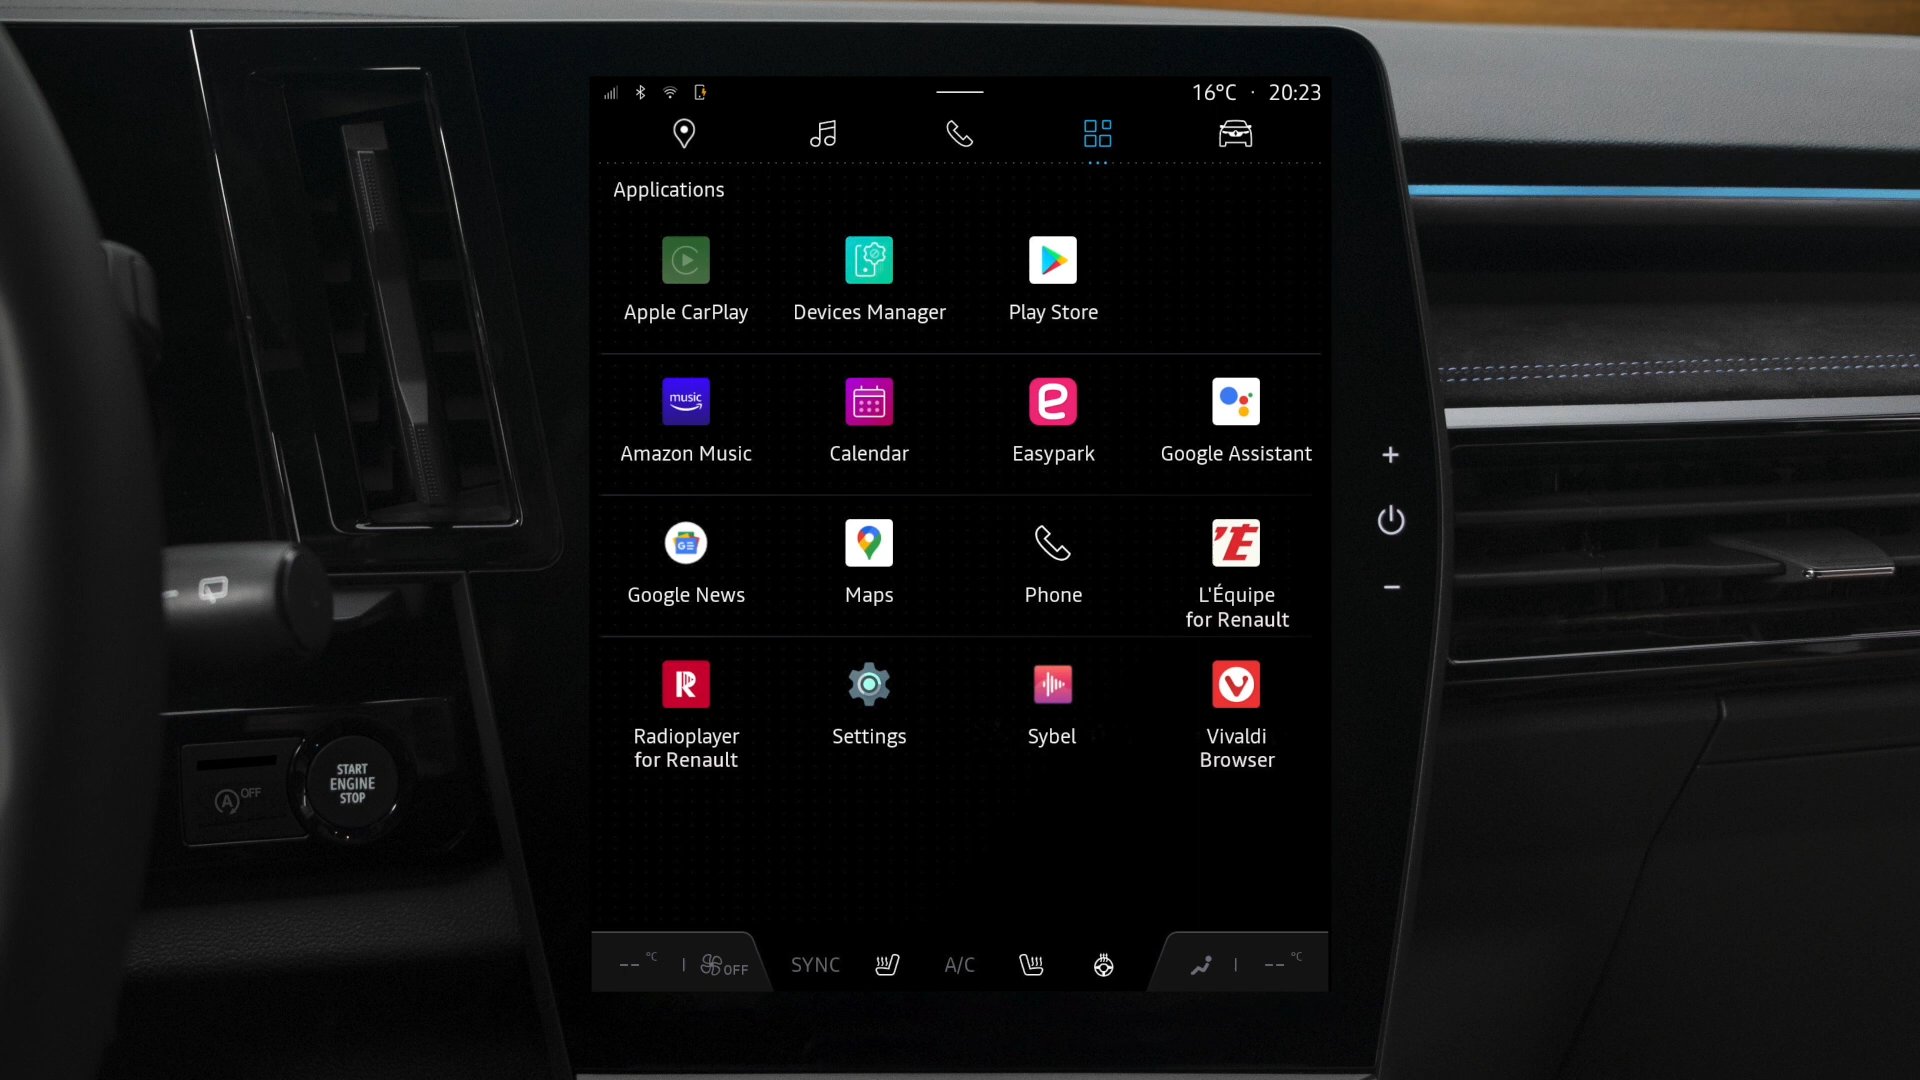 16°C · 20:23
Applications
Apple CarPlay
Devices Manager
Play Store
music
Amazon Music
Calendar
e
Easypark
Google Assistant
GE
Google News
Maps
Phone
'E
L'Équipe
for Renault
R
Radioplayer
for Renault
Settings
Sybel
Vivaldi
Browser
+
−
A OFF
START
ENGINE
STOP
-- °C
OFF
SYNC
A/C
-- °C